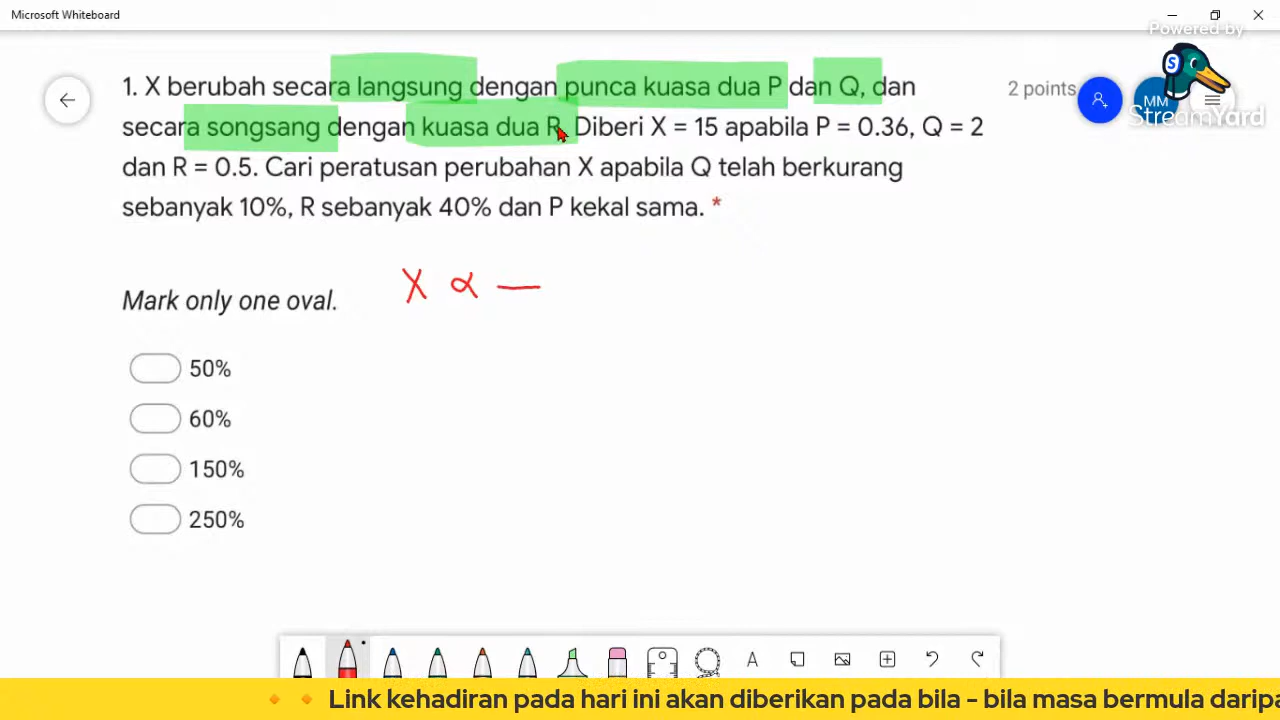 Microsoft Whiteboard
Powered by
StreamYard
MM
1. X berubah secara langsung dengan punca kuasa dua P dan Q, dan
2 points
secara songsang dengan kuasa dua R. Diberi X = 15 apabila P = 0.36, Q = 2
dan R = 0.5. Cari peratusan perubahan X apabila Q telah berkurang
sebanyak 10%, R sebanyak 40% dan P kekal sama. *
X ∝ —
Mark only one oval.
50%
60%
150%
250%
Link kehadiran pada hari ini akan diberikan pada bila - bila masa bermula daripa